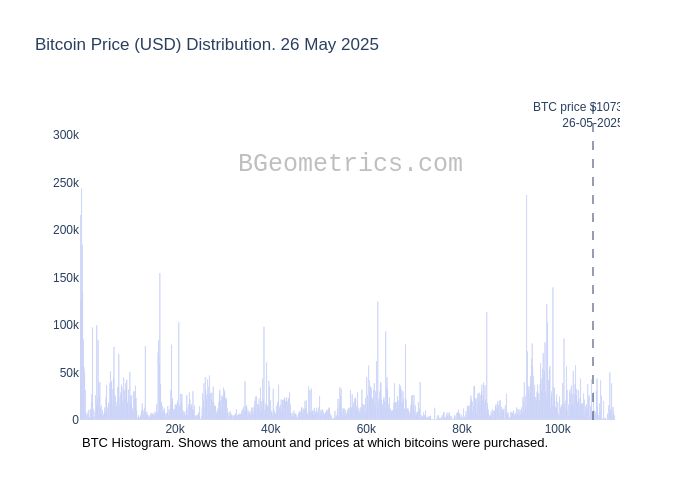 Bitcoin Price (USD) Distribution. 26 May 2025
BTC price $1073
26-05-2025
300k
BGeometrics.com
250k
200k
150k
100k
50k
0
20k 40k 60k 80k 100k
BTC Histogram. Shows the amount and prices at which bitcoins were purchased.